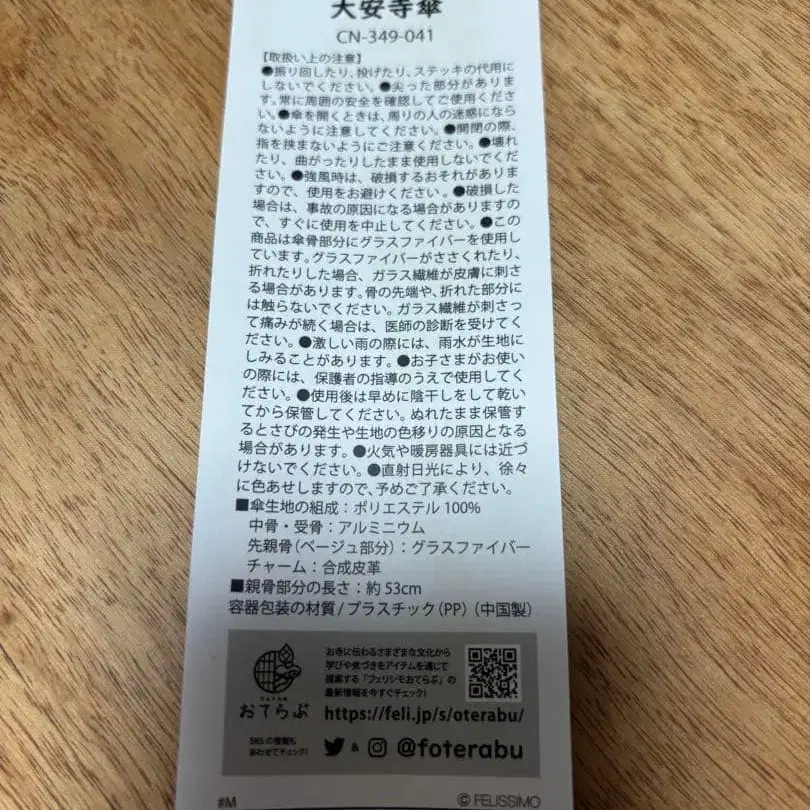 大安寺傘
CN-349-041
【取扱い上の注意】
●振り回したり、投げたり、ステッキの代用に
しないでください。●尖った部分がありま
す。常に周囲の安全を確認してご使用くださ
い。●傘を開くときは、周りの人の迷惑になら
ないように注意してください。●開閉の際、
指を挟まないようにご注意ください。●壊れ
たり、曲がったりしたまま使用しないでくだ
さい。●強風時は、破損するおそれがありま
すので、使用をお避けください。●破損した
場合は、事故の原因になる場合がありますの
で、すぐに使用を中止してください。●この
商品は傘骨部分にグラスファイバーを使用し
ています。グラスファイバーがささくれたり、
折れたりした場合、ガラス繊維が皮膚に刺さ
る場合があります。骨の先端や、折れた部分に
は触らないでください。ガラス繊維が刺さっ
て痛みが続く場合は、医師の診断を受けてく
ださい。●激しい雨の際には、雨水が生地に
しみることがあります。●お子さまがお使い
の際には、保護者の指導のうえで使用してく
ださい。●使用後は早めに陰干しをして乾い
てから保管してください。ぬれたまま保管す
るとさびの発生や生地の色移りの原因となる
場合があります。●火気や暖房器具には近づ
けないでください。●直射日光により、徐々
に色あせしますので、予めご了承ください。
■傘生地の組成：ポリエステル100%
中骨・受骨：アルミニウム
先親骨（ベージュ部分）：グラスファイバー
チャーム：合成皮革
■親骨部分の長さ：約53cm
容器包装の材質/プラスチック（PP）（中国製）
お寺に伝わるさまざまな文化から
学びや気づきをアイテムを通じて
提案する「フェリシモおてらぶ」の
最新情報を今すぐチェック!
おてらぶ
https://feli.jp/s/oterabu/
SNSの情報も
あわせてチェック!
& @foterabu
#M
© FELISSIMO